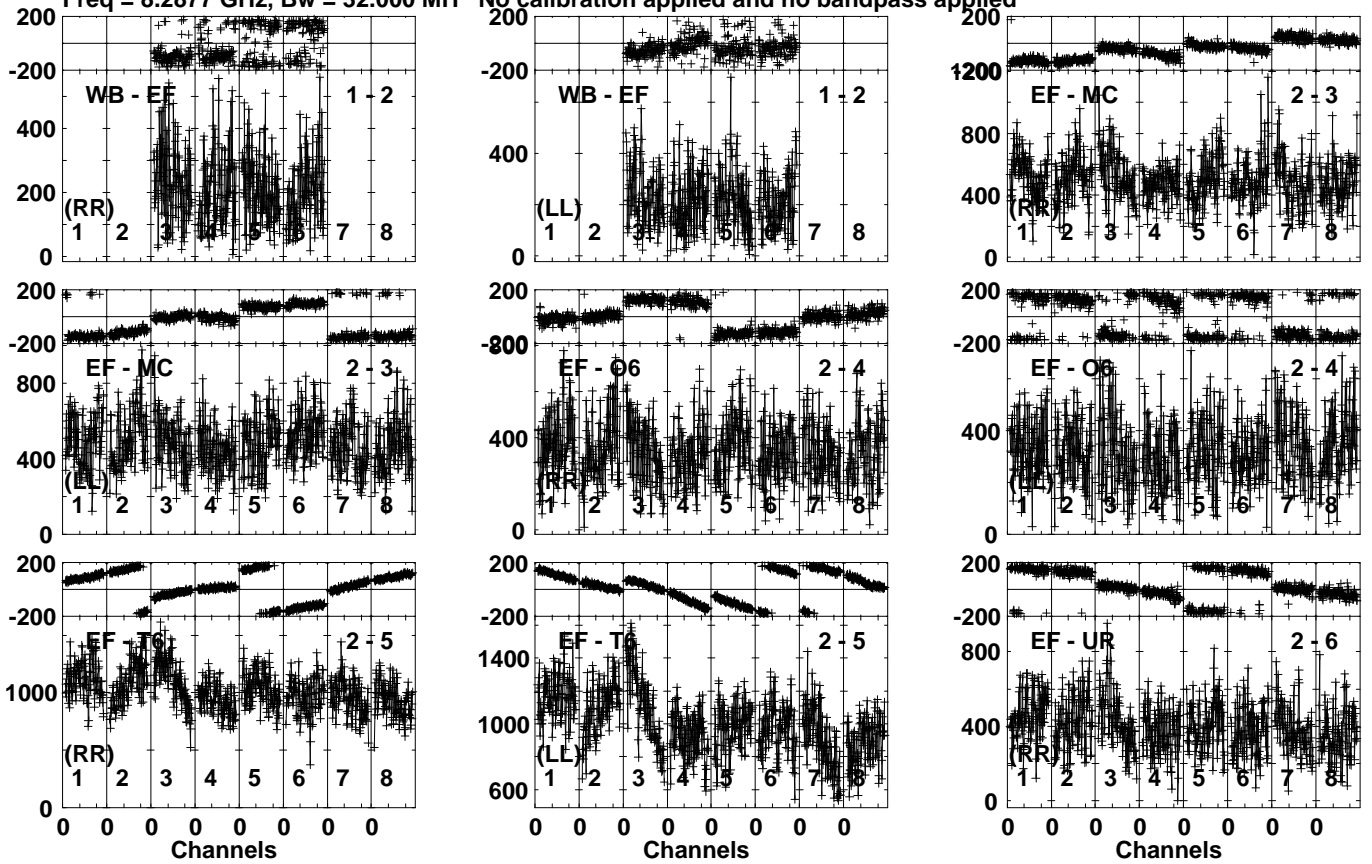 Freq = 8.2877 GHz, Bw = 32.000 MH No calibration applied and no bandpass applied
200
-200
WB - EF 1 - 2
400
200
0
(RR)
1 2 3 4 5 6 7 8
200
-200
WB - EF 1 - 2
400
0
(LL)
1 2 3 4 5 6 7 8
200
-200
1200
EF - MC 2 - 3
800
400
0
(RR)
1 2 3 4 5 6 7 8
200
-200
EF - MC 2 - 3
800
400
0
(LL)
1 2 3 4 5 6 7 8
200
-200
800
EF - O6 2 - 4
400
0
(RR)
1 2 3 4 5 6 7 8
200
-200
EF - O6 2 - 4
400
0
(LL)
1 2 3 4 5 6 7 8
200
-200
EF - T6 2 - 5
1000
0
(RR)
1 2 3 4 5 6 7 8
0 0 0 0 0 0 0 0
Channels
200
-200
EF - T6 2 - 5
1400
1000
600
(LL)
1 2 3 4 5 6 7 8
0 0 0 0 0 0 0 0
Channels
200
-200
EF - UR 2 - 6
800
400
0
(RR)
1 2 3 4 5 6 7 8
0 0 0 0 0 0 0 0
Channels